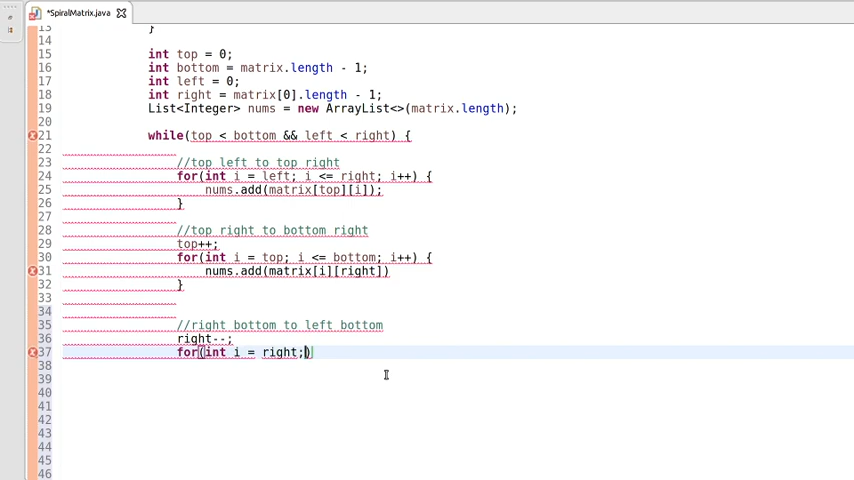 *SpiralMatrix.java
13 }
14
15 int top = 0;
16 int bottom = matrix.length - 1;
17 int left = 0;
18 int right = matrix[0].length - 1;
19 List<Integer> nums = new ArrayList<>(matrix.length);
20
21 while(top < bottom && left < right) {
22
23 //top left to top right
24 for(int i = left; i <= right; i++) {
25 nums.add(matrix[top][i]);
26 }
27
28 //top right to bottom right
29 top++;
30 for(int i = top; i <= bottom; i++) {
31 nums.add(matrix[i][right])
32 }
33
34
35 //right bottom to left bottom
36 right--;
37 for(int i = right;)
38
39
40
41
42
43
44
45
46